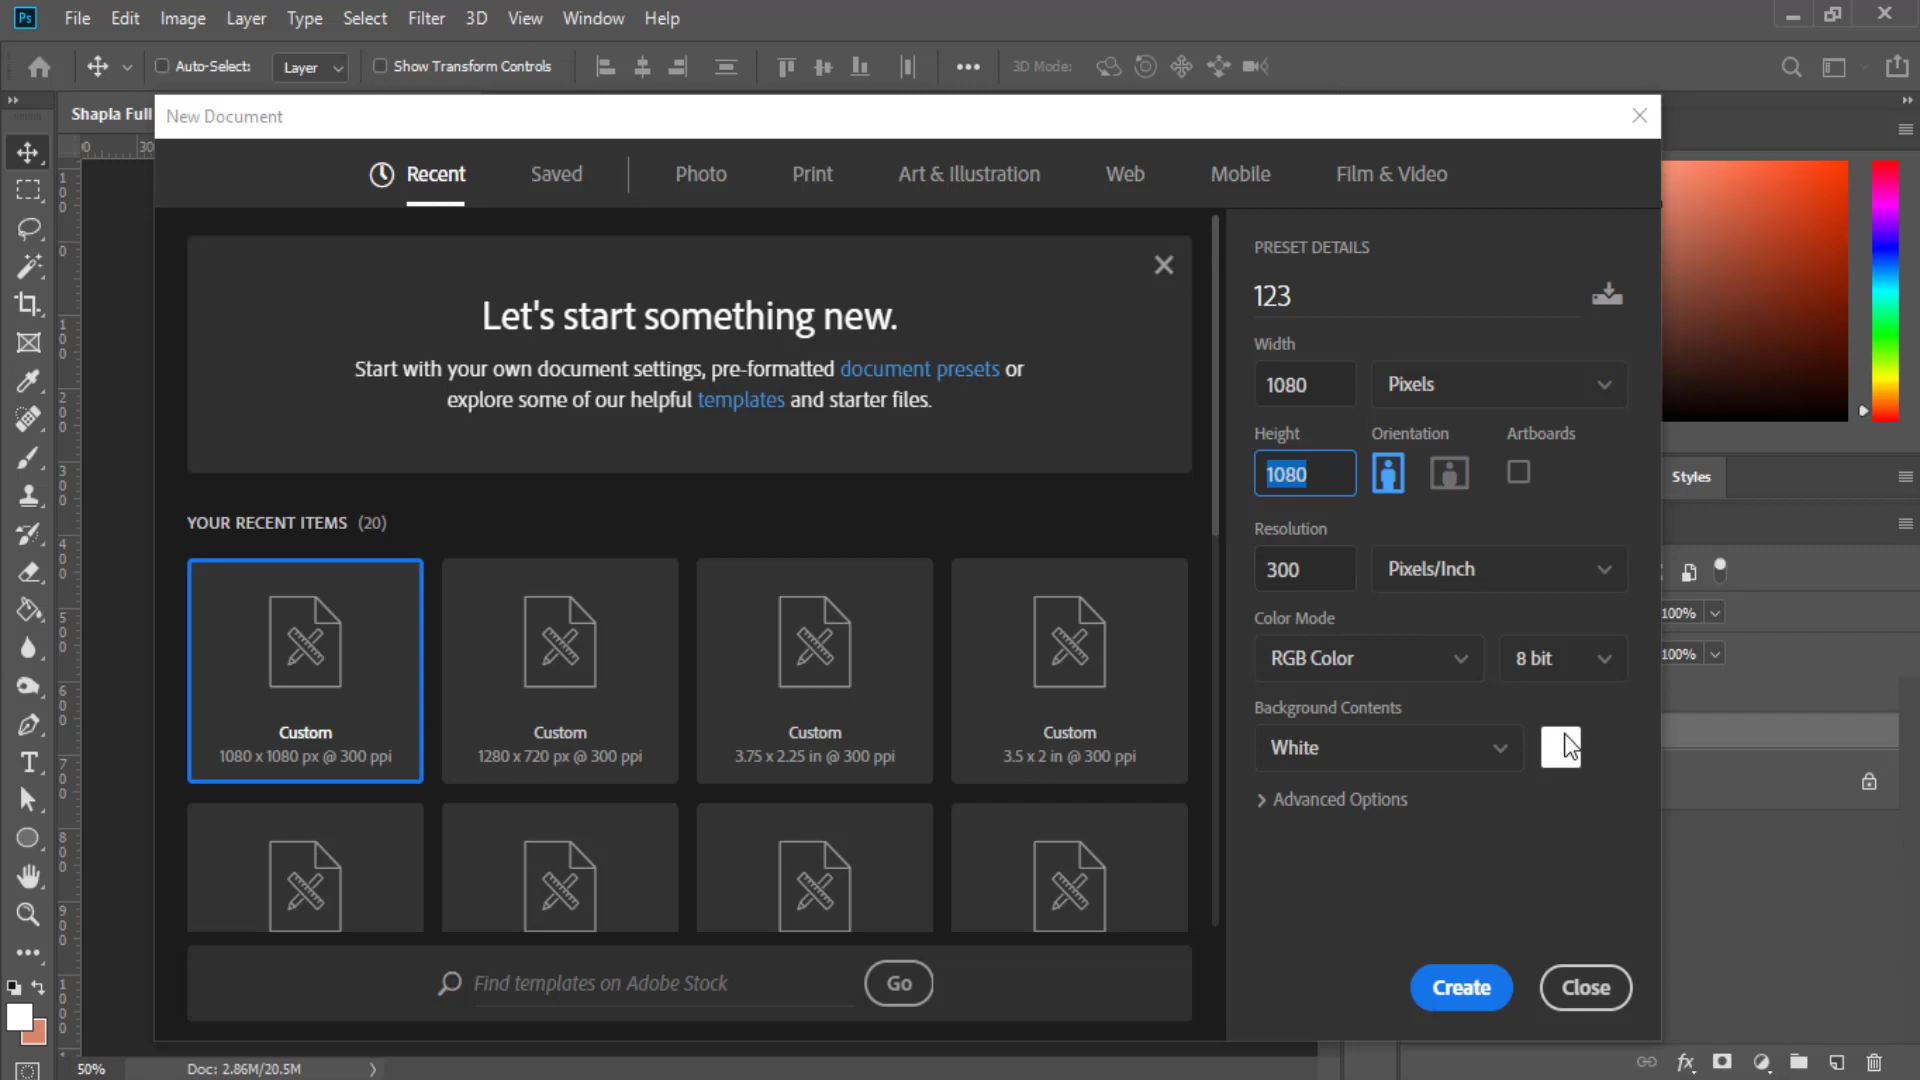 Ps File Edit Image Layer Type Select Filter 3D View Window Help
Auto-Select: Layer Show Transform Controls 3D Mode:
Shapla Full
New Document
Recent Saved Photo Print Art & Illustration Web Mobile Film & Video
Let's start something new.
Start with your own document settings, pre-formatted document presets or
explore some of our helpful templates and starter files.
YOUR RECENT ITEMS (20)
Custom
1080 x 1080 px @ 300 ppi
Custom
1280 x 720 px @ 300 ppi
Custom
3.75 x 2.25 in @ 300 ppi
Custom
3.5 x 2 in @ 300 ppi
Find templates on Adobe Stock Go
PRESET DETAILS
123
Width
1080 Pixels
Height Orientation Artboards
1080
Resolution
300 Pixels/Inch
Color Mode
RGB Color 8 bit
Background Contents
White
Advanced Options
Create Close
Styles
100%
100%
50% Doc: 2.86M/20.5M